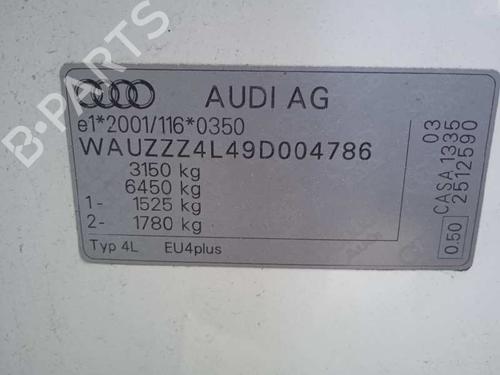 AUDI AG
e1*2001/116*0350
WAUZZZ4L49D004786
3150 kg
6450 kg
1- 1525 kg
2- 1780 kg
Typ 4L EU4plus
03
CASA 1335
0.50 2512590
B-PARTS